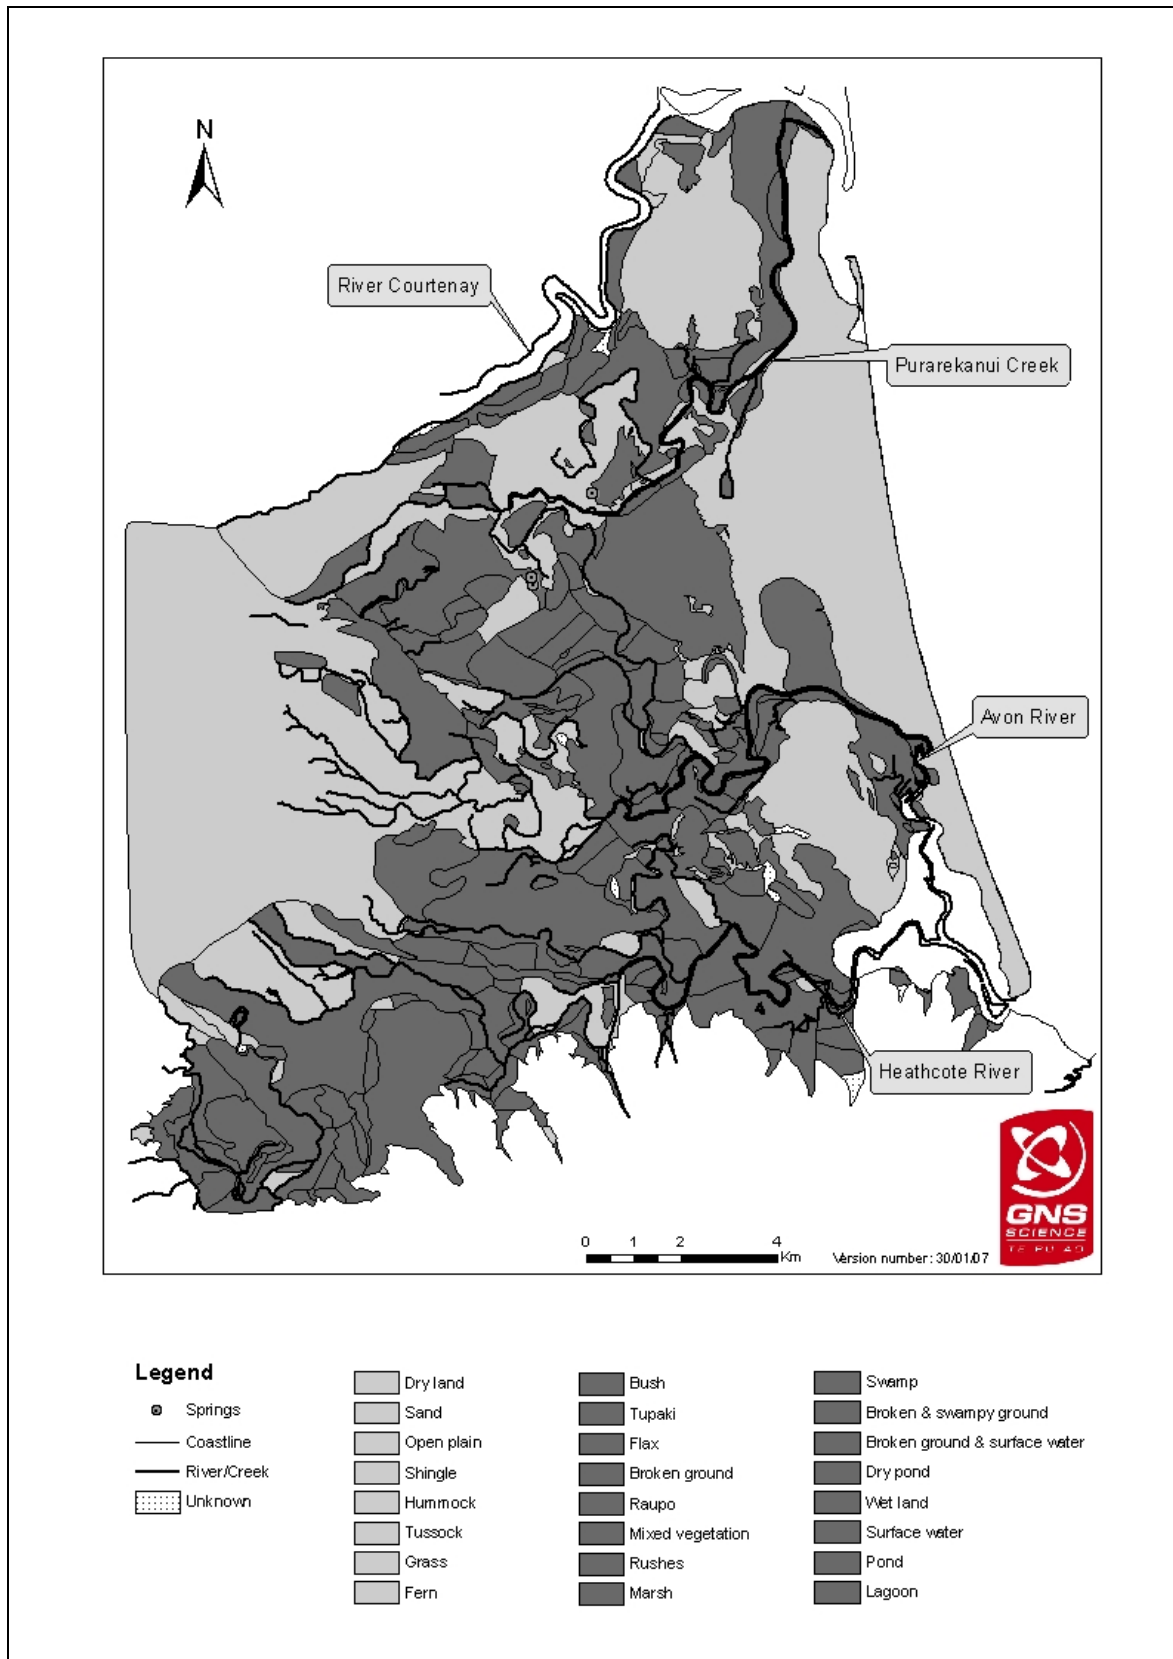 N
River Courtenay
Purarekanui Creek
Avon River
Heathcote River
GNS
SCIENCE
TE PU AO
0 1 2 4
Km
Version number: 30/01/07
Legend
Springs
Coastline
River/Creek
Unknown
Dry land
Sand
Open plain
Shingle
Hummock
Tussock
Grass
Fern
Bush
Tupaki
Flax
Broken ground
Raupo
Mixed vegetation
Rushes
Marsh
Swamp
Broken & swampy ground
Broken ground & surface water
Dry pond
Wet land
Surface water
Pond
Lagoon